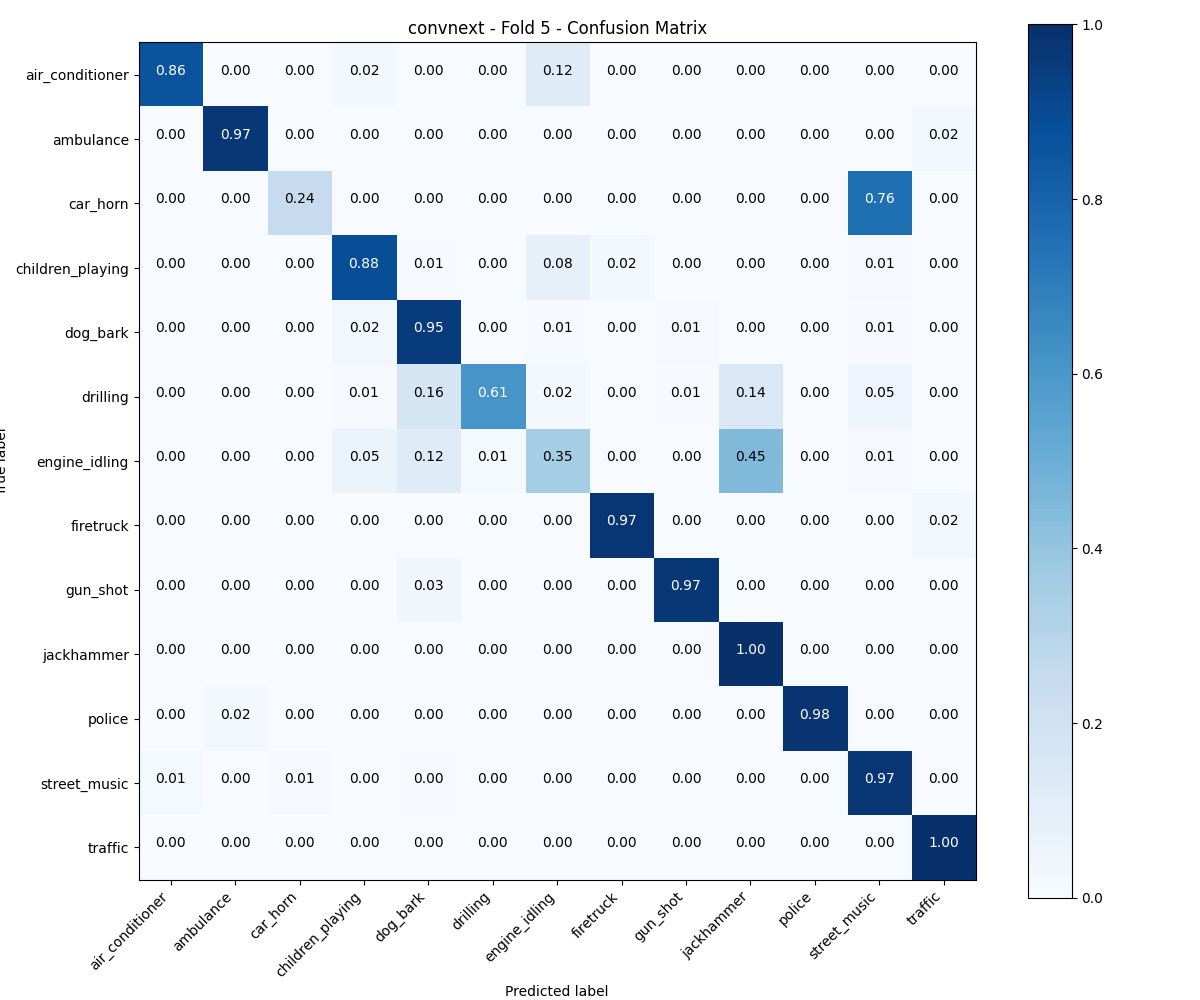 convnext - Fold 5 - Confusion Matrix
air_conditioner 0.86 0.00 0.00 0.02 0.00 0.00 0.12 0.00 0.00 0.00 0.00 0.00 0.00
ambulance 0.00 0.97 0.00 0.00 0.00 0.00 0.00 0.00 0.00 0.00 0.00 0.00 0.02
car_horn 0.00 0.00 0.24 0.00 0.00 0.00 0.00 0.00 0.00 0.00 0.00 0.76 0.00
children_playing 0.00 0.00 0.00 0.88 0.01 0.00 0.08 0.02 0.00 0.00 0.00 0.01 0.00
dog_bark 0.00 0.00 0.00 0.02 0.95 0.00 0.01 0.00 0.01 0.00 0.00 0.01 0.00
drilling 0.00 0.00 0.00 0.01 0.16 0.61 0.02 0.00 0.01 0.14 0.00 0.05 0.00
engine_idling 0.00 0.00 0.00 0.05 0.12 0.01 0.35 0.00 0.00 0.45 0.00 0.01 0.00
firetruck 0.00 0.00 0.00 0.00 0.00 0.00 0.00 0.97 0.00 0.00 0.00 0.00 0.02
gun_shot 0.00 0.00 0.00 0.00 0.03 0.00 0.00 0.00 0.97 0.00 0.00 0.00 0.00
jackhammer 0.00 0.00 0.00 0.00 0.00 0.00 0.00 0.00 0.00 1.00 0.00 0.00 0.00
police 0.00 0.02 0.00 0.00 0.00 0.00 0.00 0.00 0.00 0.00 0.98 0.00 0.00
street_music 0.01 0.00 0.01 0.00 0.00 0.00 0.00 0.00 0.00 0.00 0.00 0.97 0.00
traffic 0.00 0.00 0.00 0.00 0.00 0.00 0.00 0.00 0.00 0.00 0.00 0.00 1.00
air_conditioner ambulance car_horn children_playing dog_bark drilling engine_idling firetruck gun_shot jackhammer police street_music traffic
Predicted label
1.0
0.8
0.6
0.4
0.2
0.0